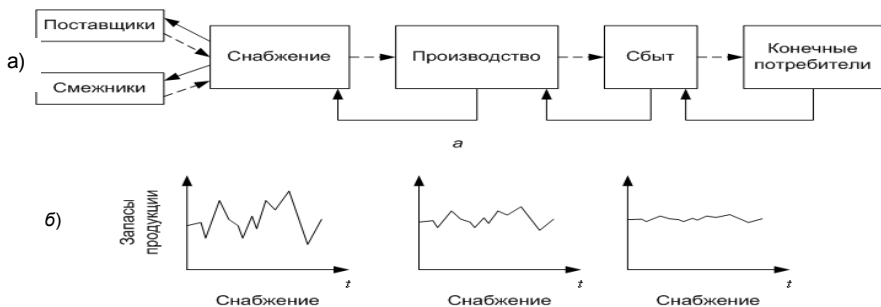 Поставщики
а)
Смежники
Снабжение
Производство
Сбыт
Конечные
потребители
а
б)
Запасы
продукции
t
t
t
Снабжение
Снабжение
Снабжение